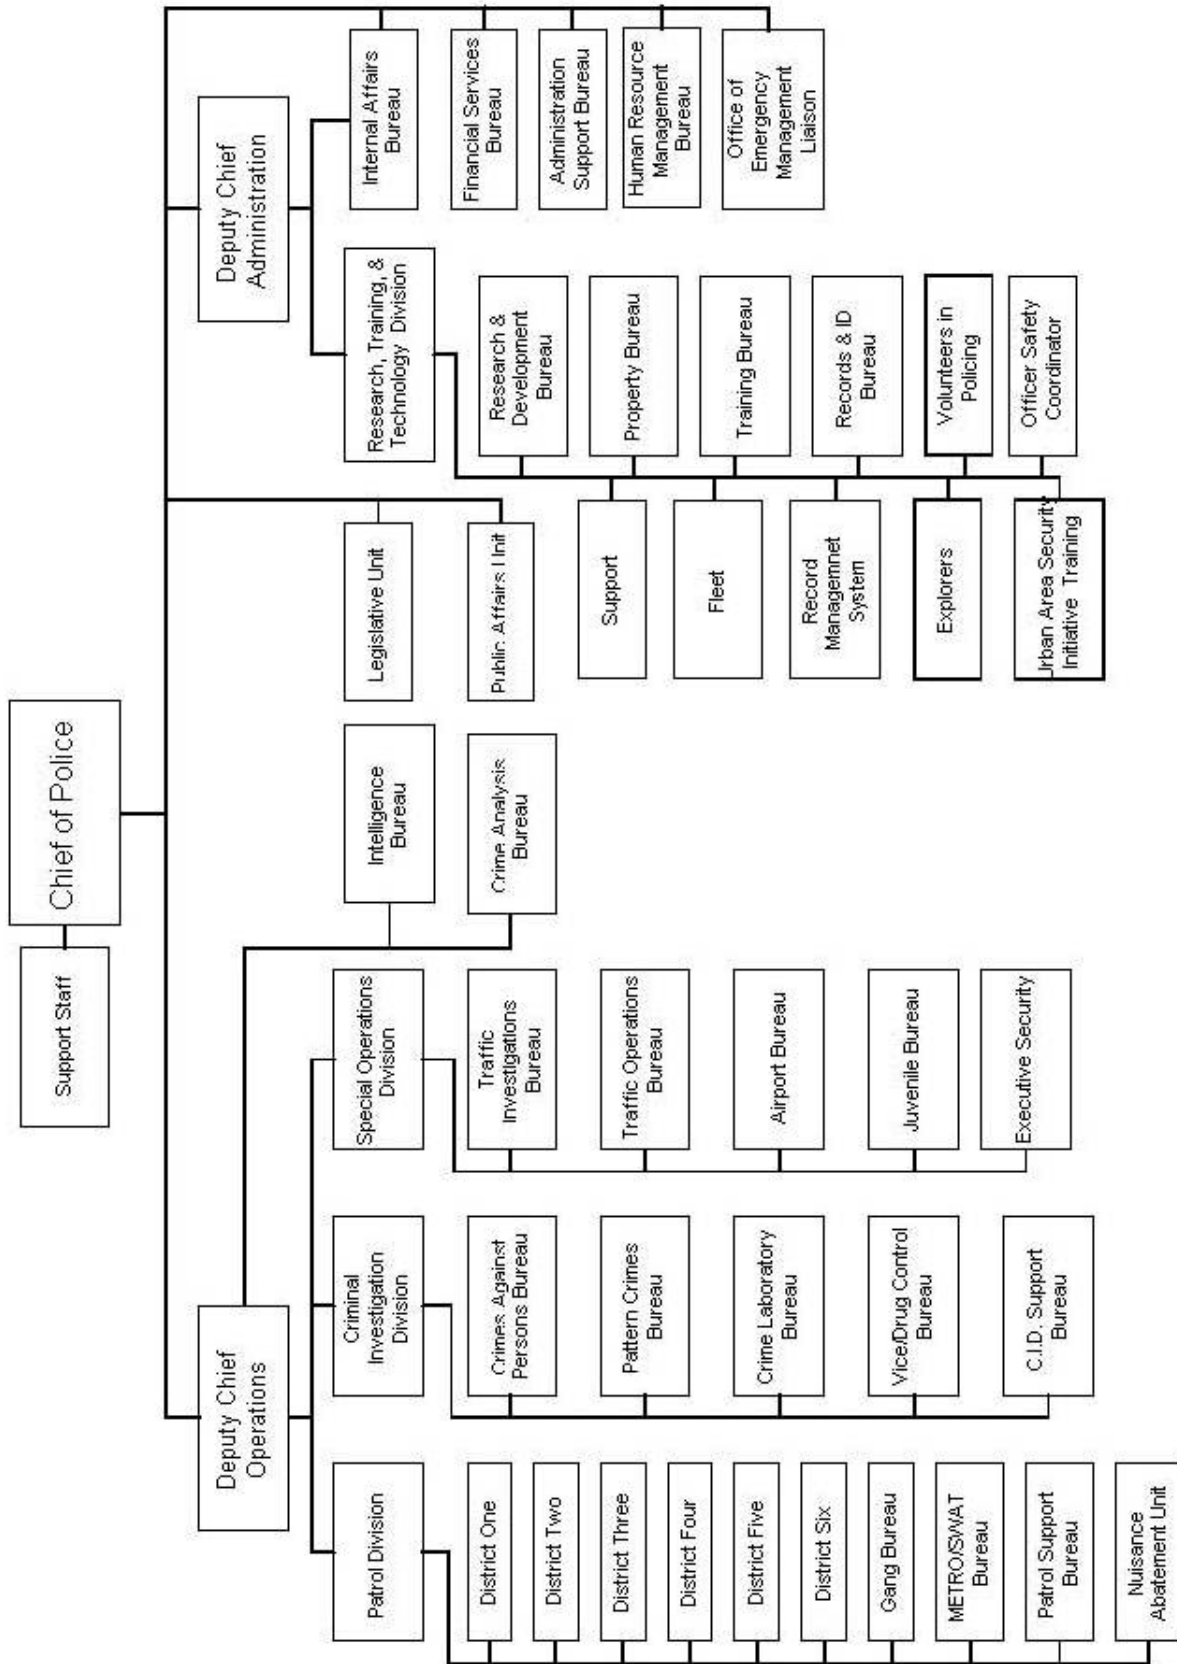 Chief of Police
Support Staff
Deputy Chief
Operations
Deputy Chief
Administration
Patrol Division
Criminal
Investigation
Division
Special Operations
Division
Intelligence
Bureau
Legislative Unit
Research, Training, &
Technology Division
Internal Affairs
Bureau
District One
District Two
District Three
District Four
District Five
District Six
Gang Bureau
METRO/SWAT
Bureau
Patrol Support
Bureau
Nuisance
Abatement Unit
Crimes Against
Persons Bureau
Pattern Crimes
Bureau
Crime Laboratory
Bureau
Vice/Drug Control
Bureau
C.I.D. Support
Bureau
Traffic
Investigations
Bureau
Traffic Operations
Bureau
Airport Bureau
Juvenile Bureau
Executive Security
Crime Analysis
Bureau
Public Affairs Unit
Support
Fleet
Record
Managemnet
System
Explorers
Urban Area Security
Initiative Training
Research &
Development
Bureau
Property Bureau
Training Bureau
Records & ID
Bureau
Volunteers in
Policing
Officer Safety
Coordinator
Financial Services
Bureau
Administration
Support Bureau
Human Resource
Management
Bureau
Office of
Emergency
Management
Liaison